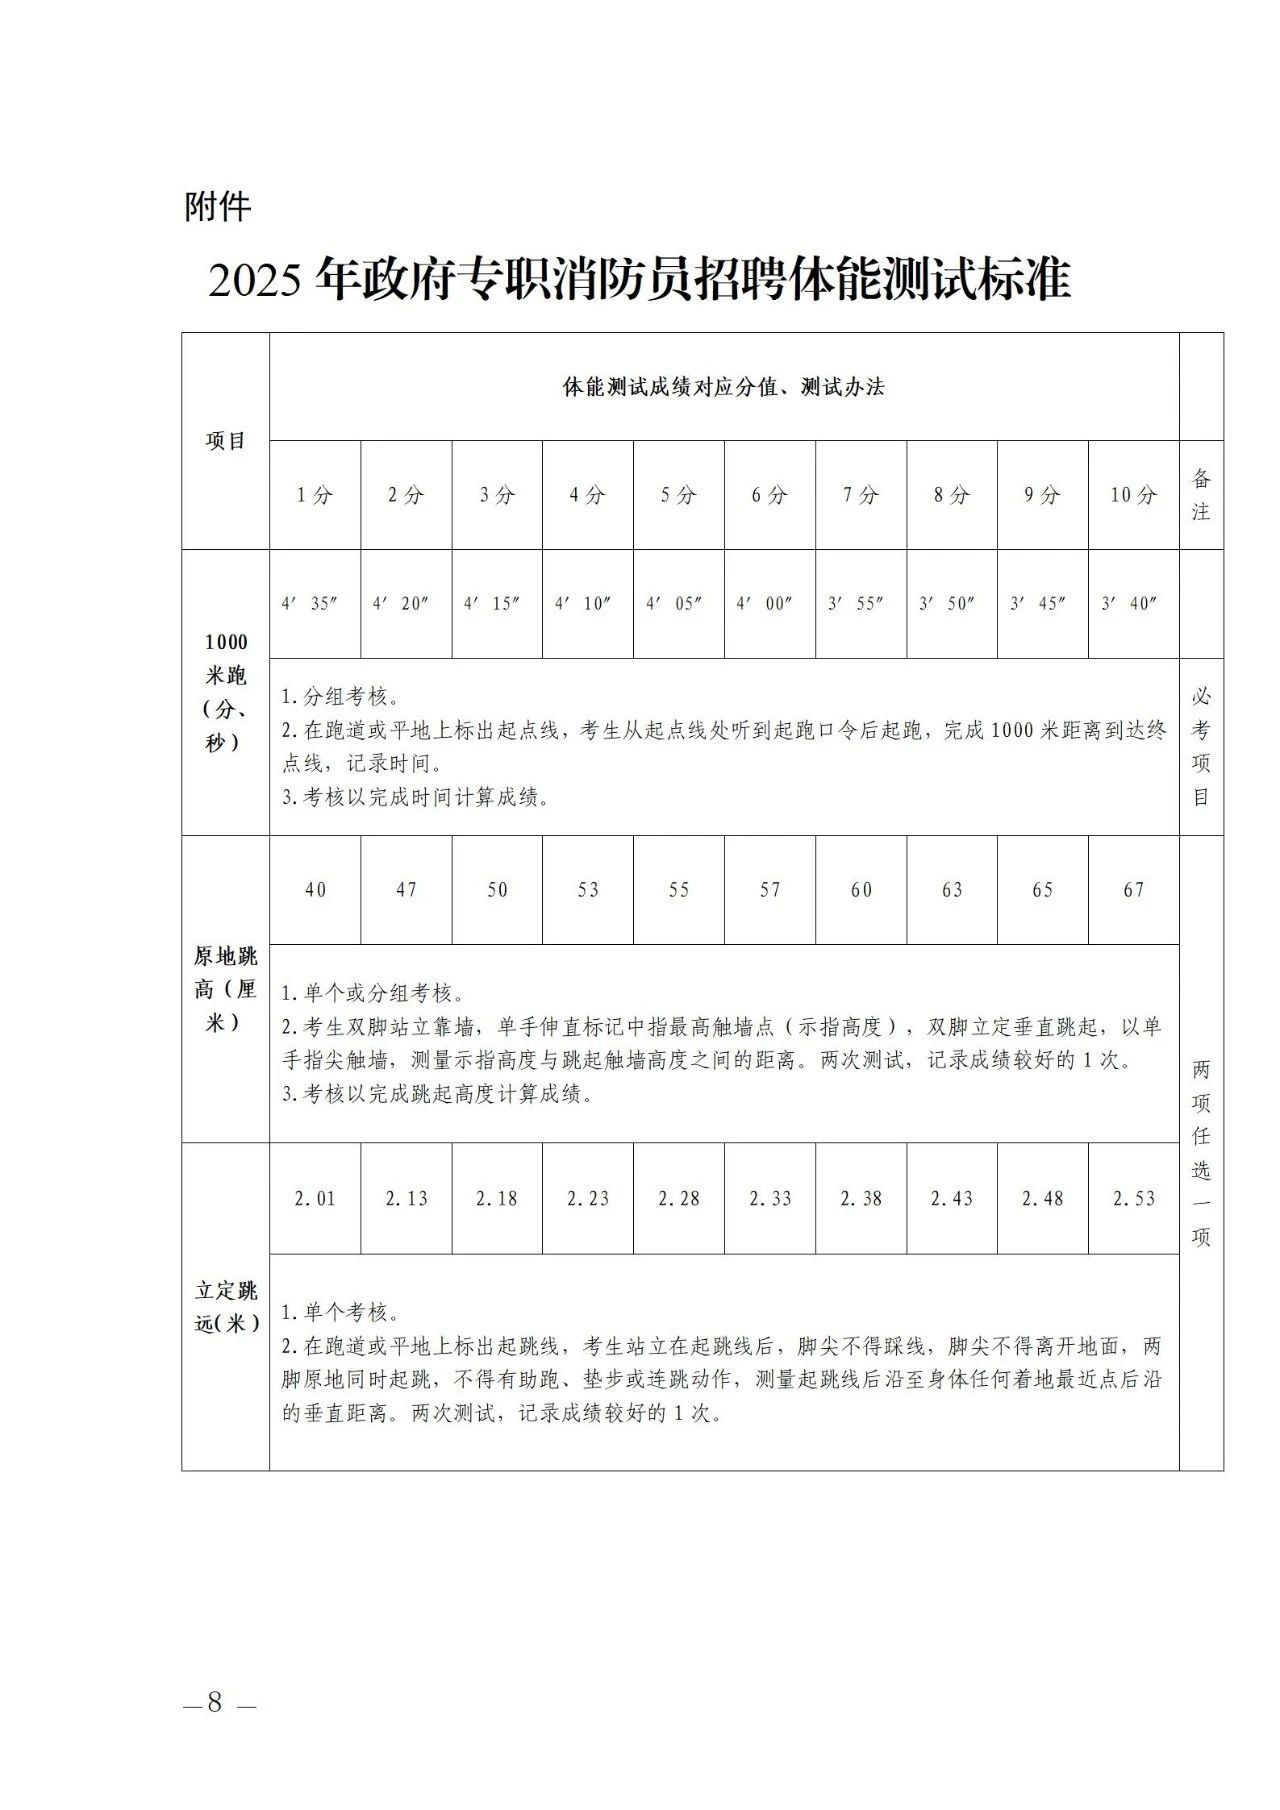 附件
2025 年政府专职消防员招聘体能测试标准
项目
体能测试成绩对应分值、测试办法
1 分 2 分 3 分 4 分 5 分 6 分 7 分 8 分 9 分 10 分
备
注
1000
米跑
(分、
秒)
4′ 35″ 4′ 20″ 4′ 15″ 4′ 10″ 4′ 05″ 4′ 00″ 3′ 55″ 3′ 50″ 3′ 45″ 3′ 40″
1.分组考核。
2.在跑道或平地上标出起点线，考生从起点线处听到起跑口令后起跑，完成 1000 米距离到达终
点线，记录时间。
3.考核以完成时间计算成绩。
必
考
项
目
原地跳
高（厘
米）
40 47 50 53 55 57 60 63 65 67
1.单个或分组考核。
2.考生双脚站立靠墙，单手伸直标记中指最高触墙点（示指高度），双脚立定垂直跳起，以单
手指尖触墙，测量示指高度与跳起触墙高度之间的距离。两次测试，记录成绩较好的 1 次。
3.考核以完成跳起高度计算成绩。
立定跳
远(米)
2.01 2.13 2.18 2.23 2.28 2.33 2.38 2.43 2.48 2.53
1.单个考核。
2.在跑道或平地上标出起跳线，考生站立在起跳线后，脚尖不得踩线，脚尖不得离开地面，两
脚原地同时起跳，不得有助跑、垫步或连跳动作，测量起跳线后沿至身体任何着地最近点后沿
的垂直距离。两次测试，记录成绩较好的 1 次。
两
项
任
选
一
项
—8 —